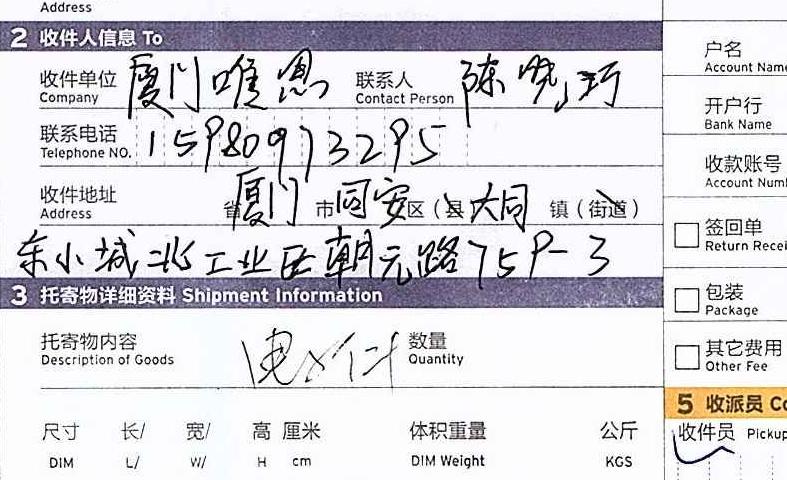 Address
2 收件人信息 To
户名
Account Name
收件单位 厦门唯恩 联系人 陈晓巧
Company Contact Person
开户行
Bank Name
联系电话 15980973295
Telephone NO.
收款账号
Account Num
收件地址 省厦门市同安区(县)大同镇(街道)
Address
签回单
Return Recei
东小城北工业区朝元路759-3
3 托寄物详细资料 Shipment Information
包装
Package
托寄物内容 数量
Description of Goods Quantity
其它费用
Other Fee
5 收派员 Co
尺寸 长/ 宽/ 高 厘米 体积重量 公斤
DIM L/ W/ H cm DIM Weight KGS
收件员 Pickup